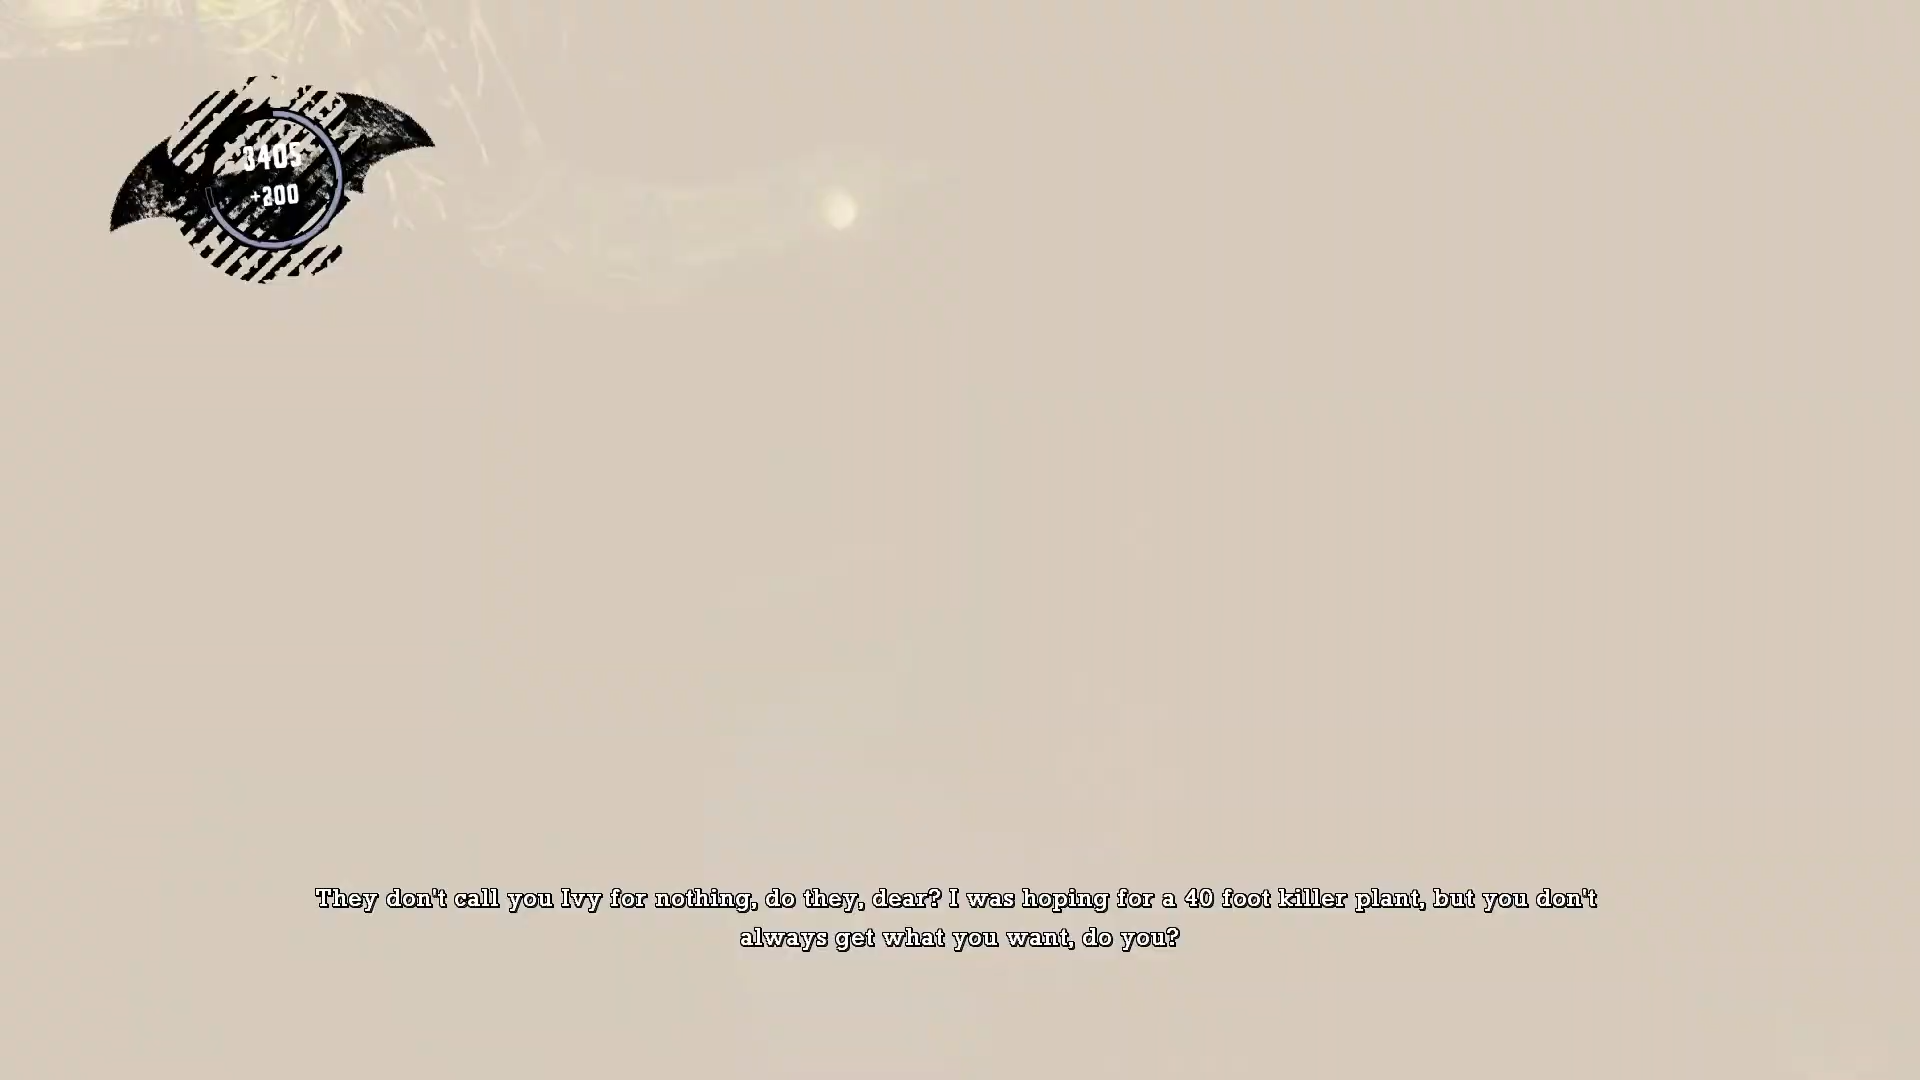 3405
+200
They don't call you Ivy for nothing, do they, dear? I was hoping for a 40 foot killer plant, but you don't
always get what you want, do you?